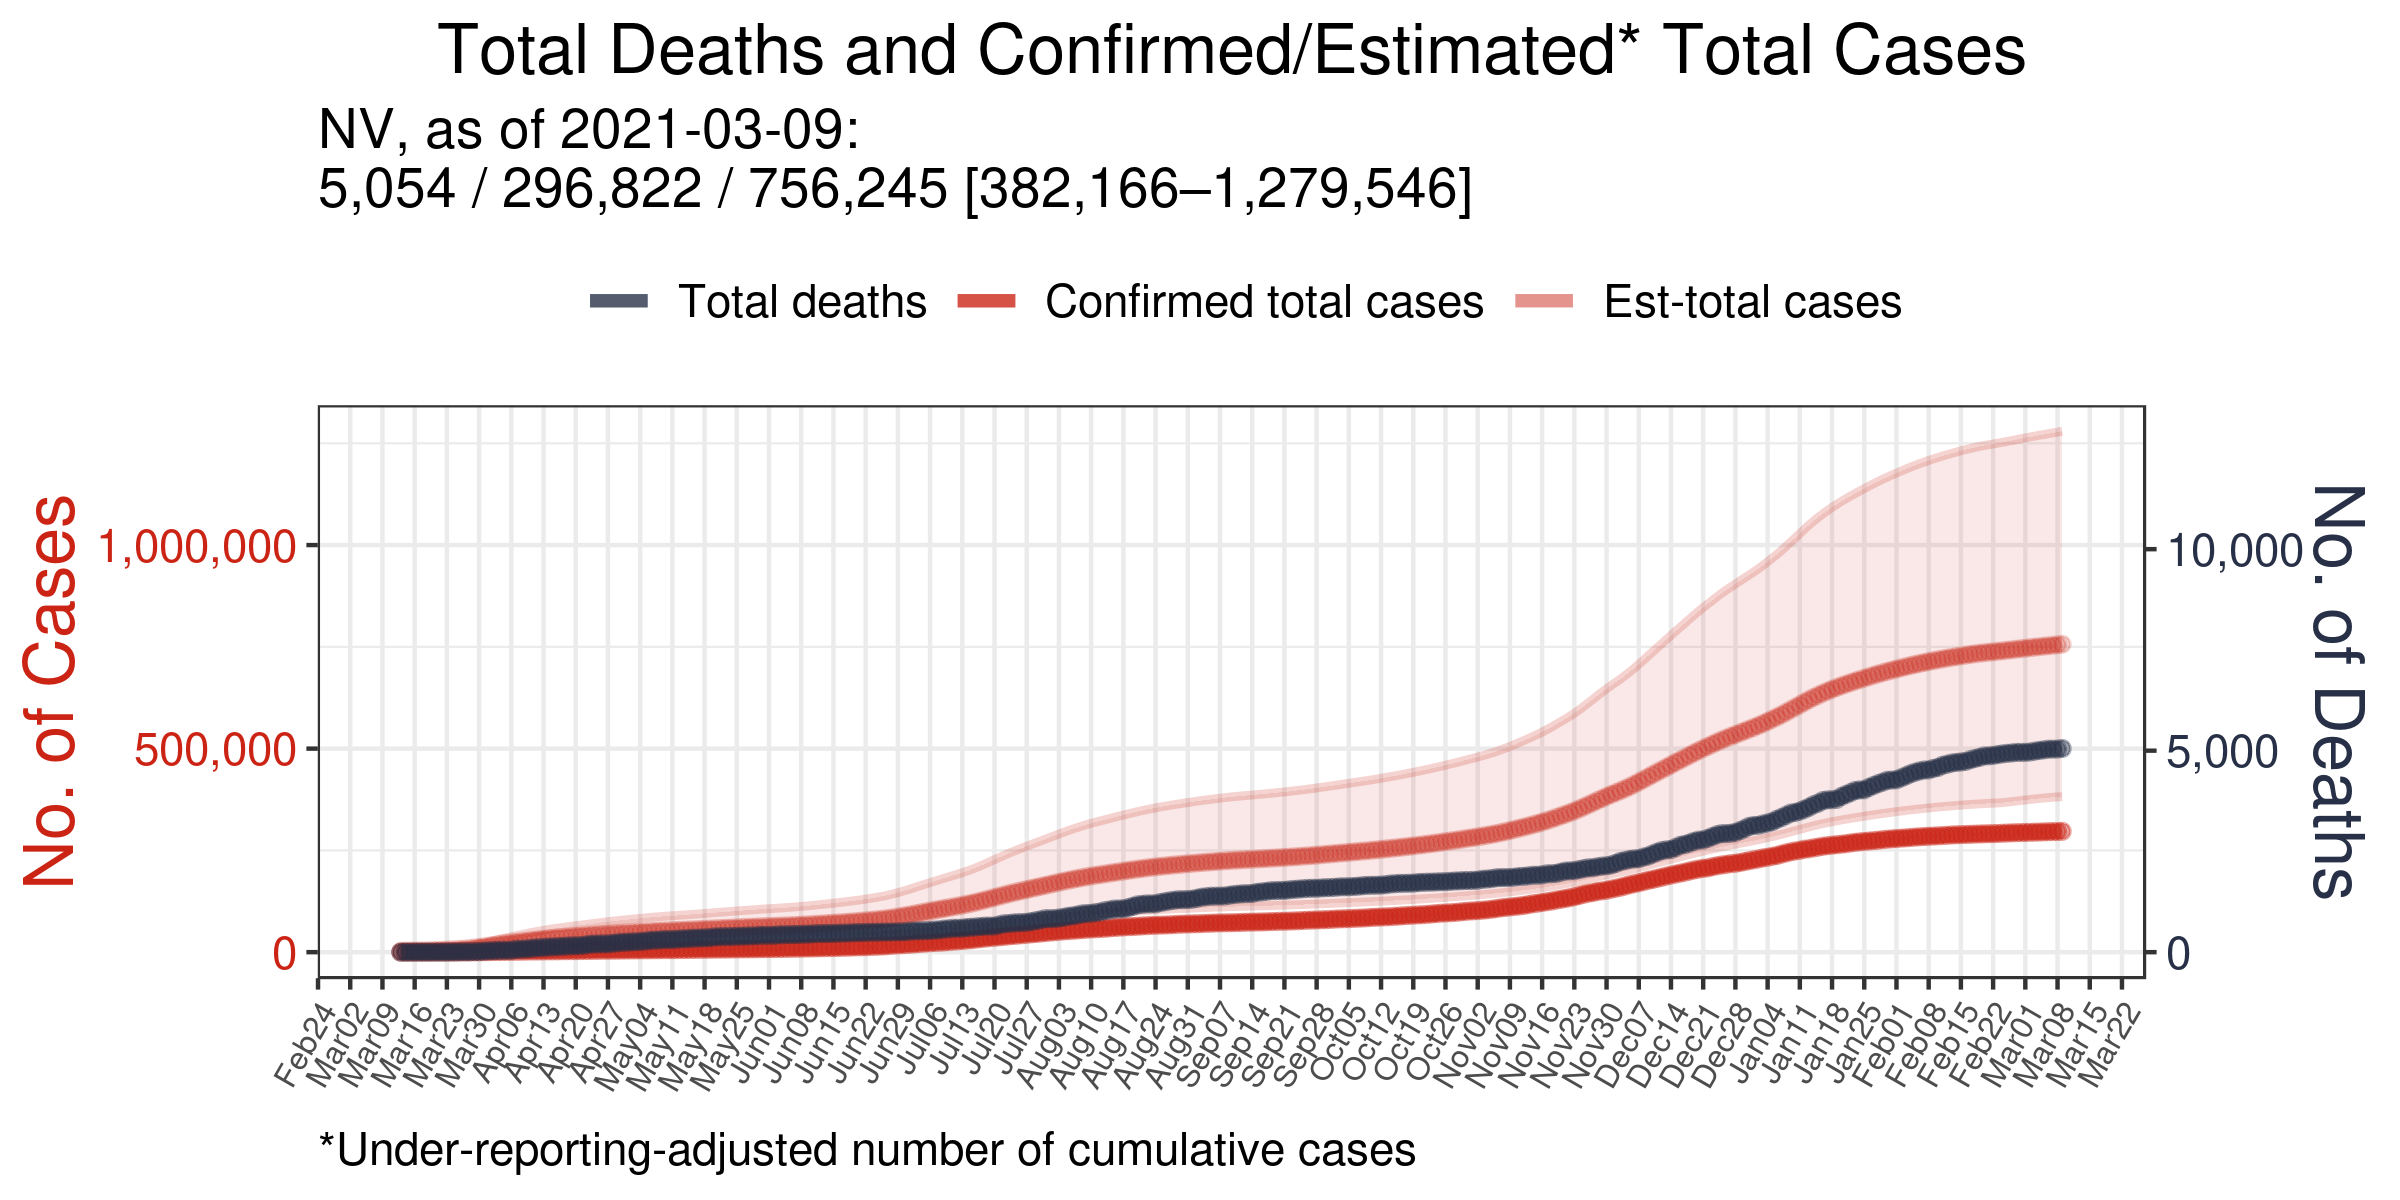 Total Deaths and Confirmed/Estimated* Total Cases
NV, as of 2021-03-09:
5,054 / 296,822 / 756,245 [382,166–1,279,546]
Total deaths
Confirmed total cases
Est-total cases
No. of Cases
1,000,000
500,000
0
10,000
5,000
0
No. of Deaths
Feb24
Mar02
Mar09
Mar16
Mar23
Mar30
Apr06
Apr13
Apr20
Apr27
May04
May11
May18
May25
Jun01
Jun08
Jun15
Jun22
Jun29
Jul06
Jul13
Jul20
Jul27
Aug03
Aug10
Aug17
Aug24
Aug31
Sep07
Sep14
Sep21
Sep28
Oct05
Oct12
Oct19
Oct26
Nov02
Nov09
Nov16
Nov23
Nov30
Dec07
Dec14
Dec21
Dec28
Jan04
Jan11
Jan18
Jan25
Feb01
Feb08
Feb15
Feb22
Mar01
Mar08
Mar15
Mar22
*Under-reporting-adjusted number of cumulative cases